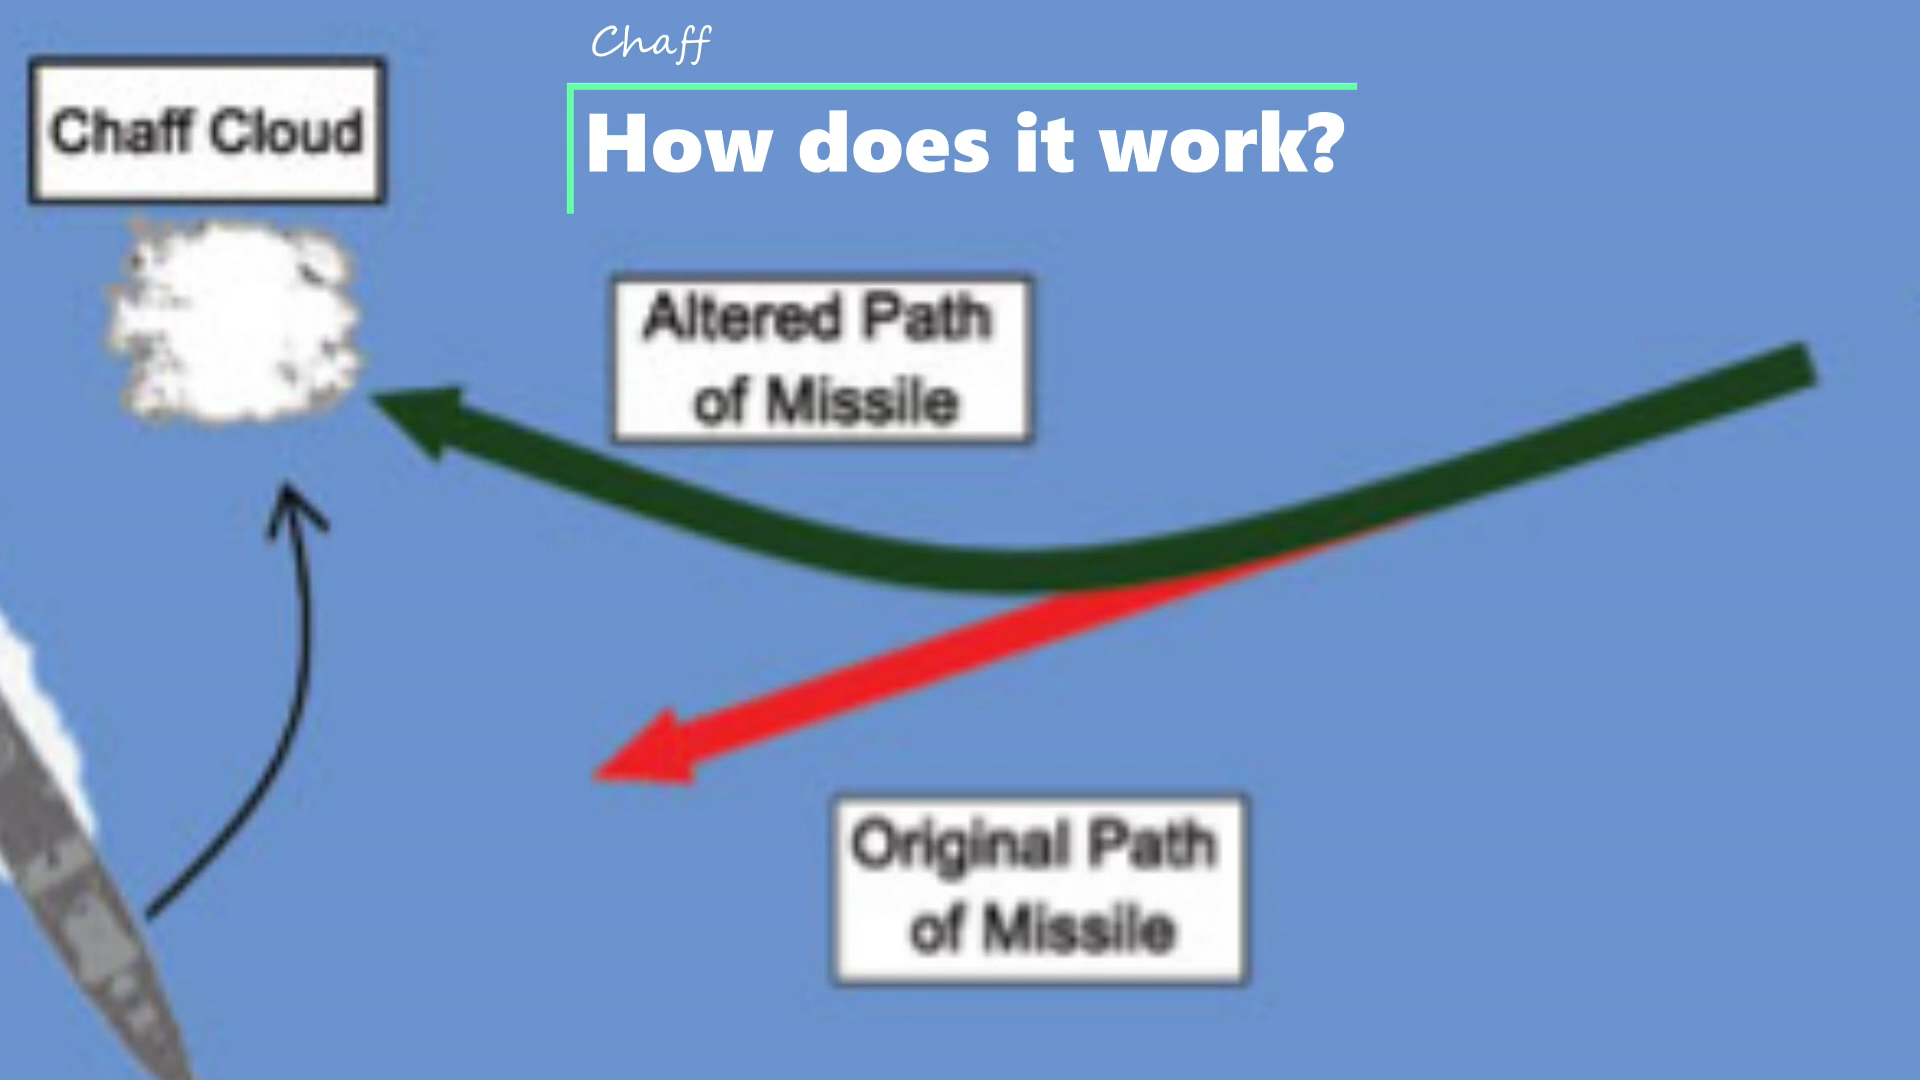 Chaff
How does it work?
Chaff Cloud
Altered Path
of Missile
Original Path
of Missile